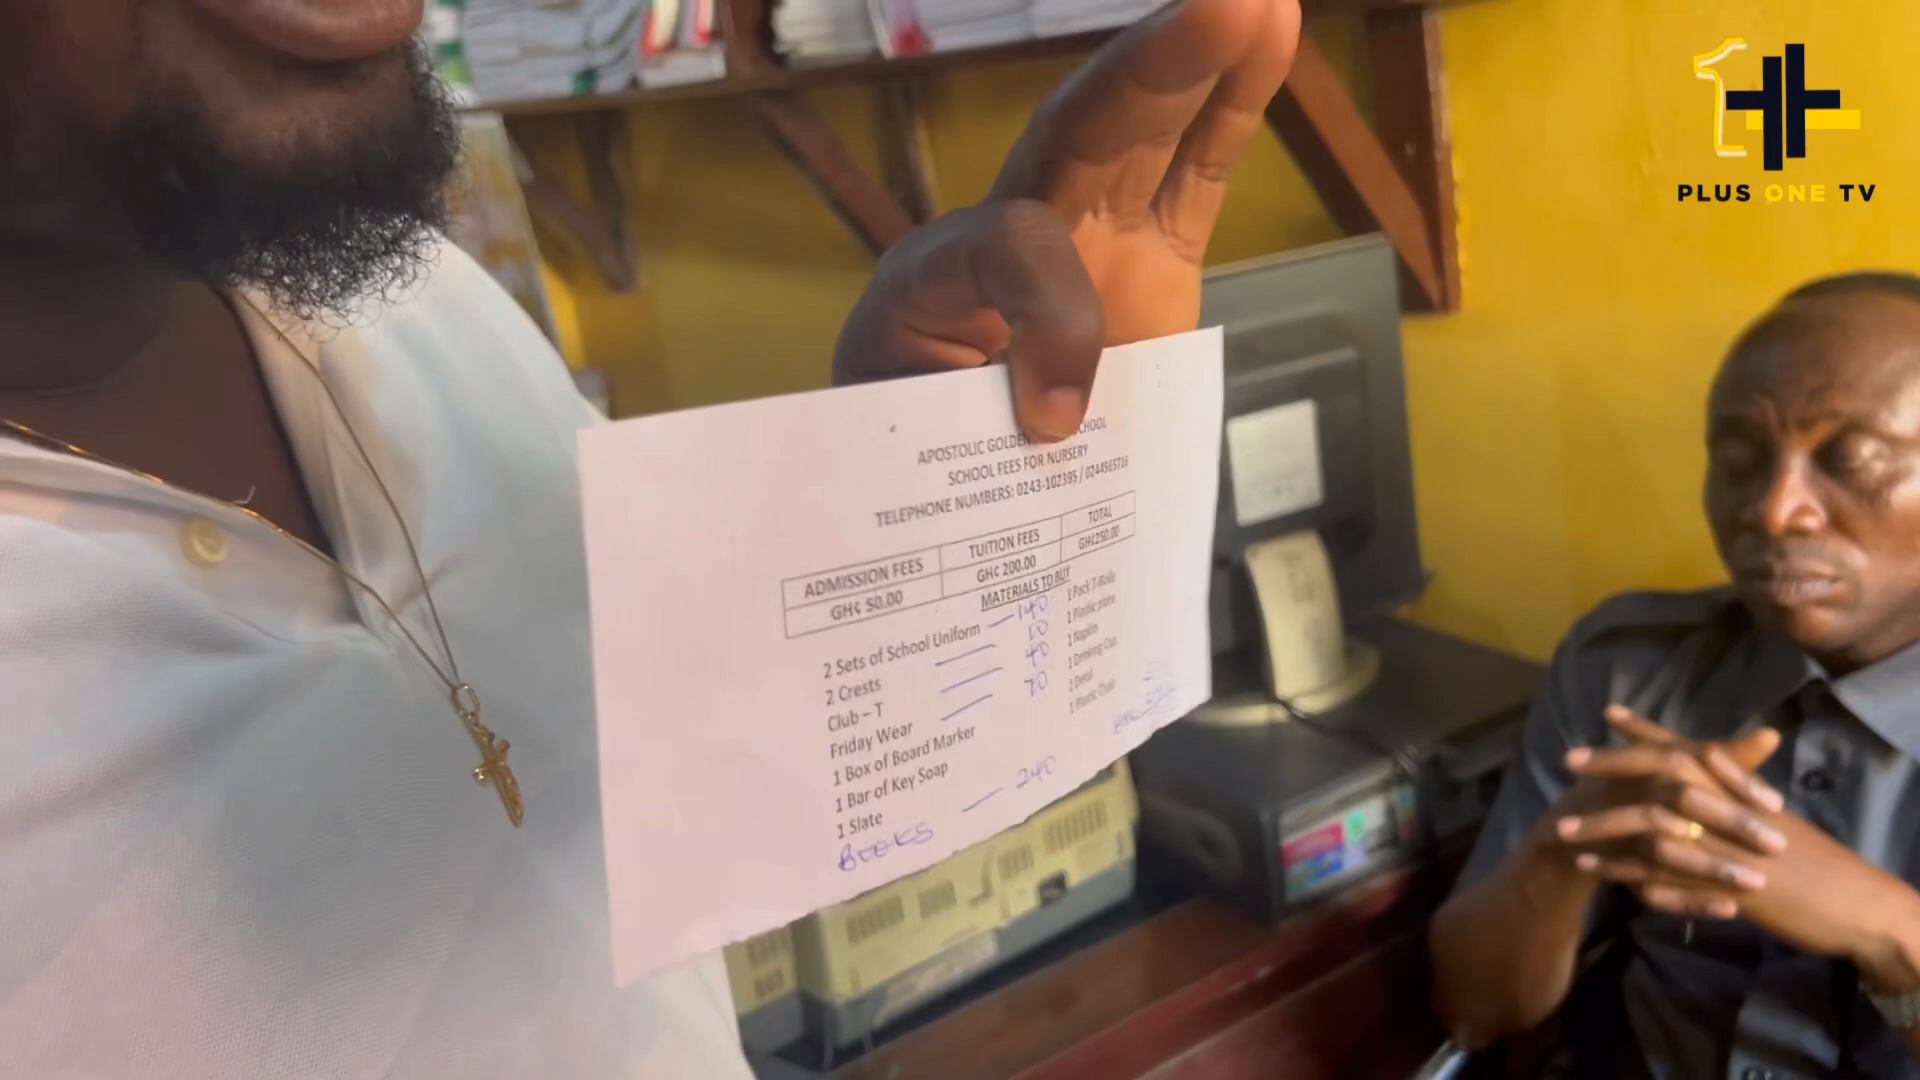 PLUS ONE TV
APOSTOLIC GOLDEN SCHOOL
SCHOOL FEES FOR NURSERY
TELEPHONE NUMBERS: 0243-102395 / 0244565716
ADMISSION FEES TUITION FEES TOTAL
GH¢ 50.00 GH¢ 200.00 GH¢250.00
MATERIALS TO BUY
2 Sets of School Uniform — 140
2 Crests — 10
Club – T — 40
Friday Wear — 70
1 Box of Board Marker
1 Bar of Key Soap
1 Slate
BOOKS — 240
1 Pack T-Rolls
1 Plastic plate
1 Napkin
1 Drinking Cup
1 Detol
1 Plastic Chair